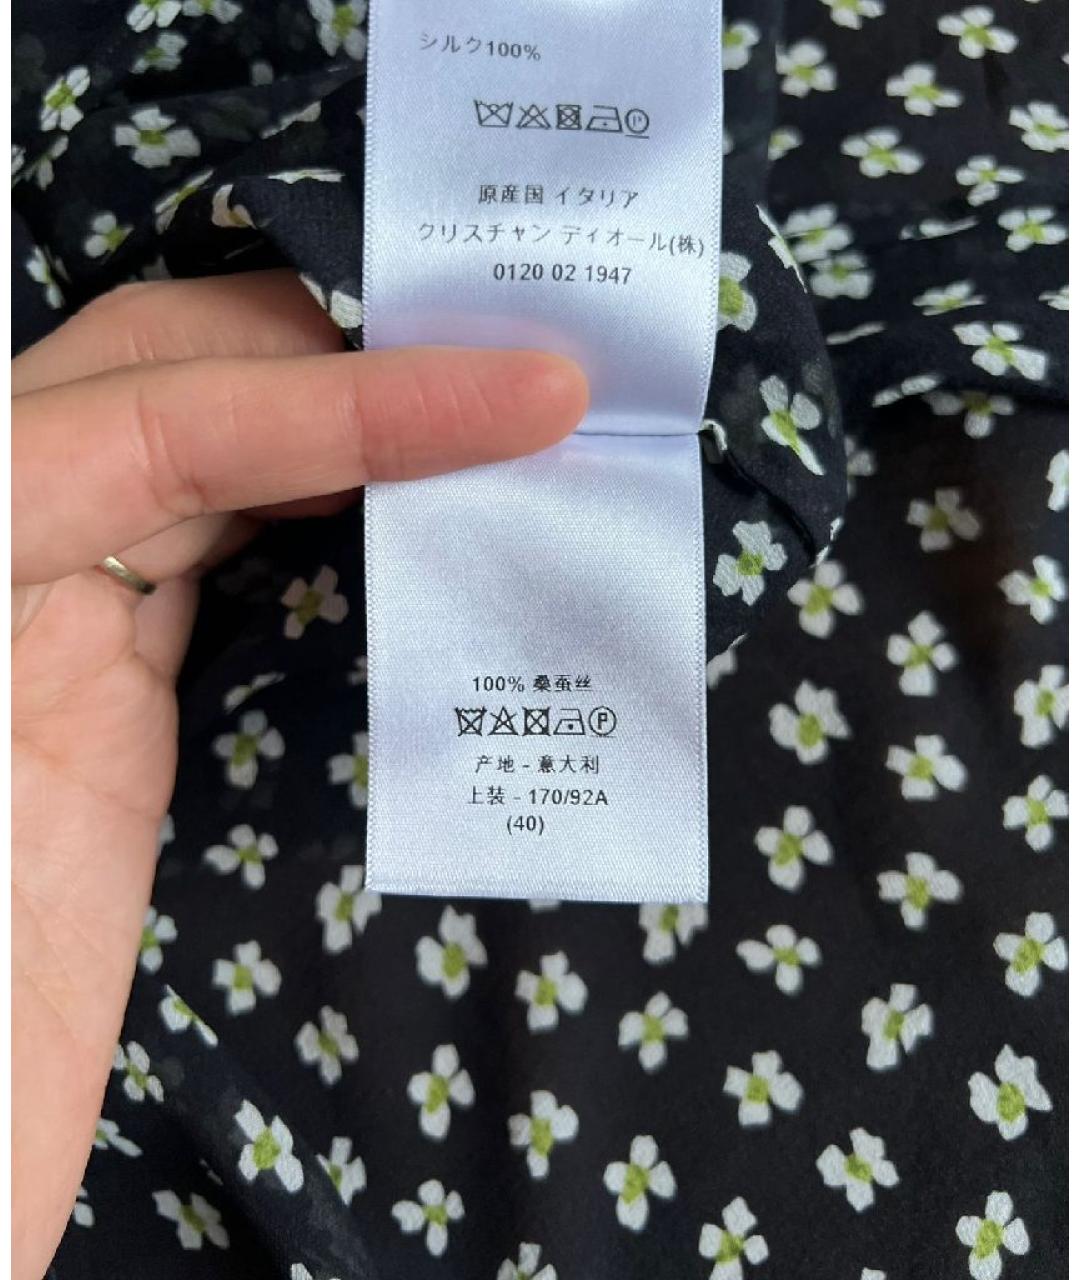 シルク100%
P
原産国 イタリア
クリスチャン ディオール(株)
0120 02 1947
100% 桑蚕丝
P
产地 - 意大利
上装 - 170/92A
(40)